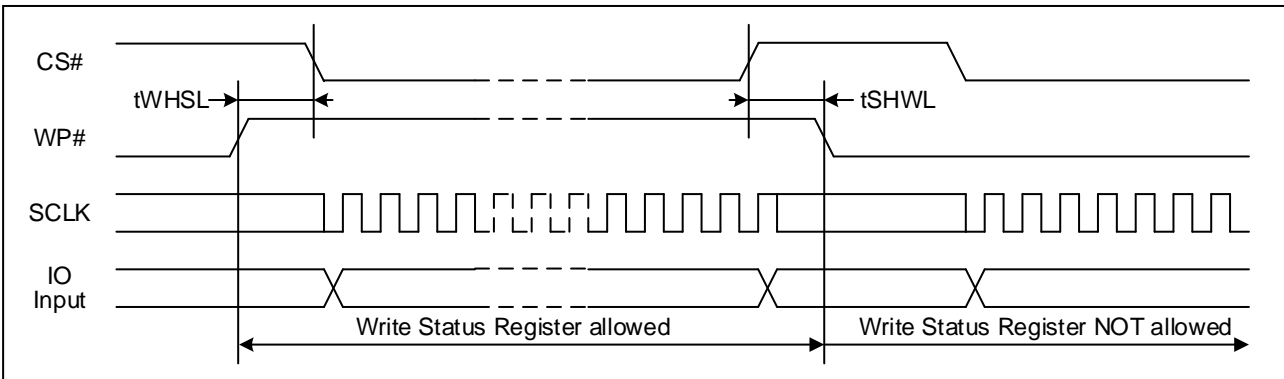 CS#
tWHSL
tSHWL
WP#
SCLK
IO
Input
Write Status Register allowed
Write Status Register NOT allowed